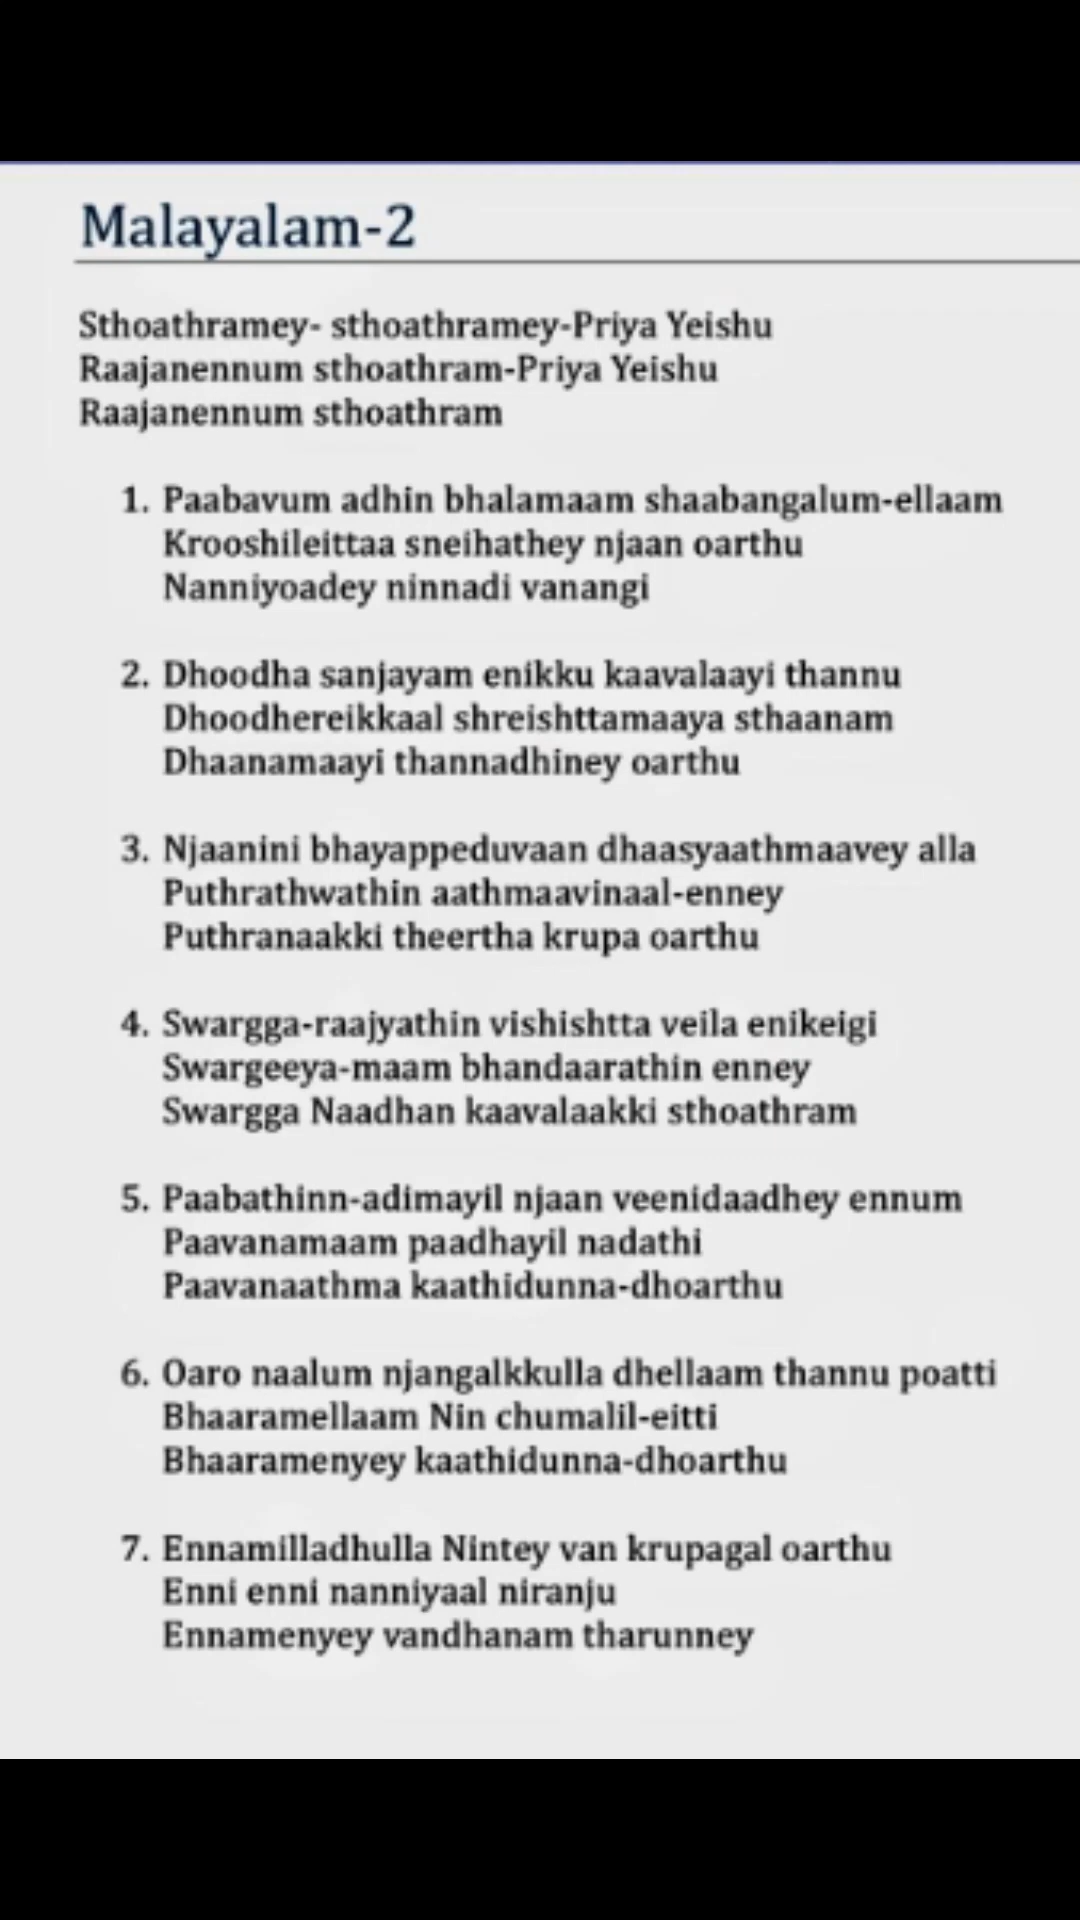 Malayalam-2
Sthoathramey- sthoathramey-Priya Yeishu
Raajanennum sthoathram-Priya Yeishu
Raajanennum sthoathram
1. Paabavum adhin bhalamaam shaabangalum-ellaam
Krooshileittaa sneihathey njaan oarthu
Nanniyoadey ninnadi vanangi
2. Dhoodha sanjayam enikku kaavalaayi thannu
Dhoodhereikkaal shreishttamaaya sthaanam
Dhaanamaayi thannadhiney oarthu
3. Njaanini bhayappeduvaan dhaasyaathmaavey alla
Puthrathwathin aathmaavinaal-enney
Puthranaakki theertha krupa oarthu
4. Swargga-raajyathin vishishtta veila enikeigi
Swargeeya-maam bhandaarathin enney
Swargga Naadhan kaavalaakki sthoathram
5. Paabathinn-adimayil njaan veenidaadhey ennum
Paavanamaam paadhayil nadathi
Paavanaathma kaathidunna-dhoarthu
6. Oaro naalum njangalkkulla dhellaam thannu poatti
Bhaaramellaam Nin chumalil-eitti
Bhaaramenyey kaathidunna-dhoarthu
7. Ennamilladhulla Nintey van krupagal oarthu
Enni enni nanniyaal niranju
Ennamenyey vandhanam tharunney